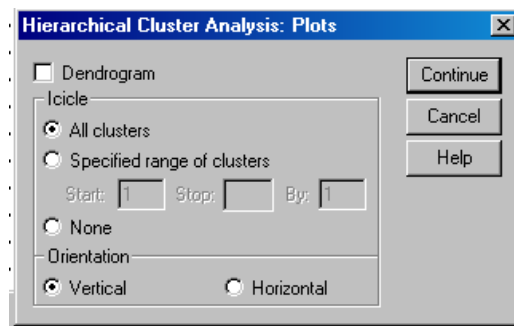 Hierarchical Cluster Analysis: Plots
Dendrogram
Continue
Icicle
Cancel
All clusters
Specified range of clusters
Help
Start: 1 Stop: By: 1
None
Orientation
Vertical Horizontal